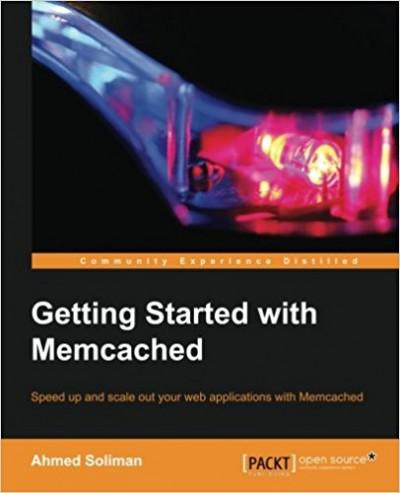 Community Experience Distilled
Getting Started with
Memcached
Speed up and scale out your web applications with Memcached
Ahmed Soliman
[PACKT] open source*
PUBLISHING